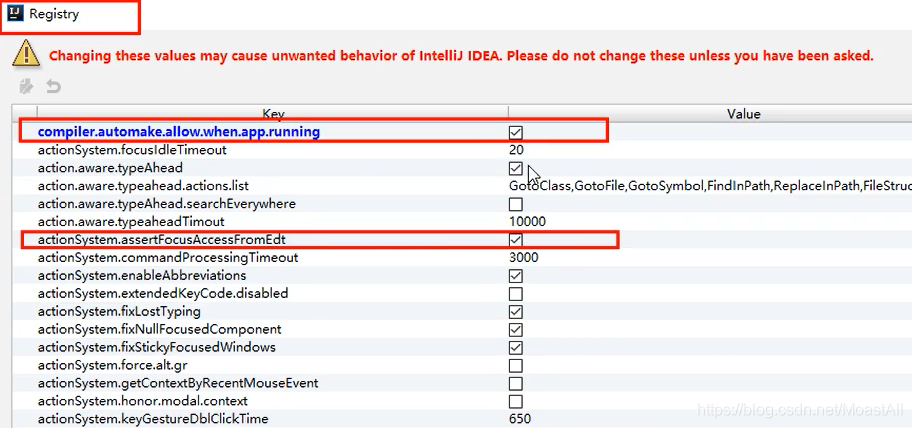 Registry
Changing these values may cause unwanted behavior of IntelliJ IDEA. Please do not change these unless you have been asked.
Key Value
compiler.automake.allow.when.app.running
actionSystem.focusIdleTimeout 20
action.aware.typeAhead
action.aware.typeahead.actions.list GotoClass,GotoFile,GotoSymbol,FindInPath,ReplaceInPath,FileStruc
action.aware.typeAhead.searchEverywhere
action.aware.typeaheadTimout 10000
actionSystem.assertFocusAccessFromEdt
actionSystem.commandProcessingTimeout 3000
actionSystem.enableAbbreviations
actionSystem.extendedKeyCode.disabled
actionSystem.fixLostTyping
actionSystem.fixNullFocusedComponent
actionSystem.fixStickyFocusedWindows
actionSystem.force.alt.gr
actionSystem.getContextByRecentMouseEvent
actionSystem.honor.modal.context
actionSystem.keyGestureDblClickTime 650
https://blog.csdn.net/MoastAll